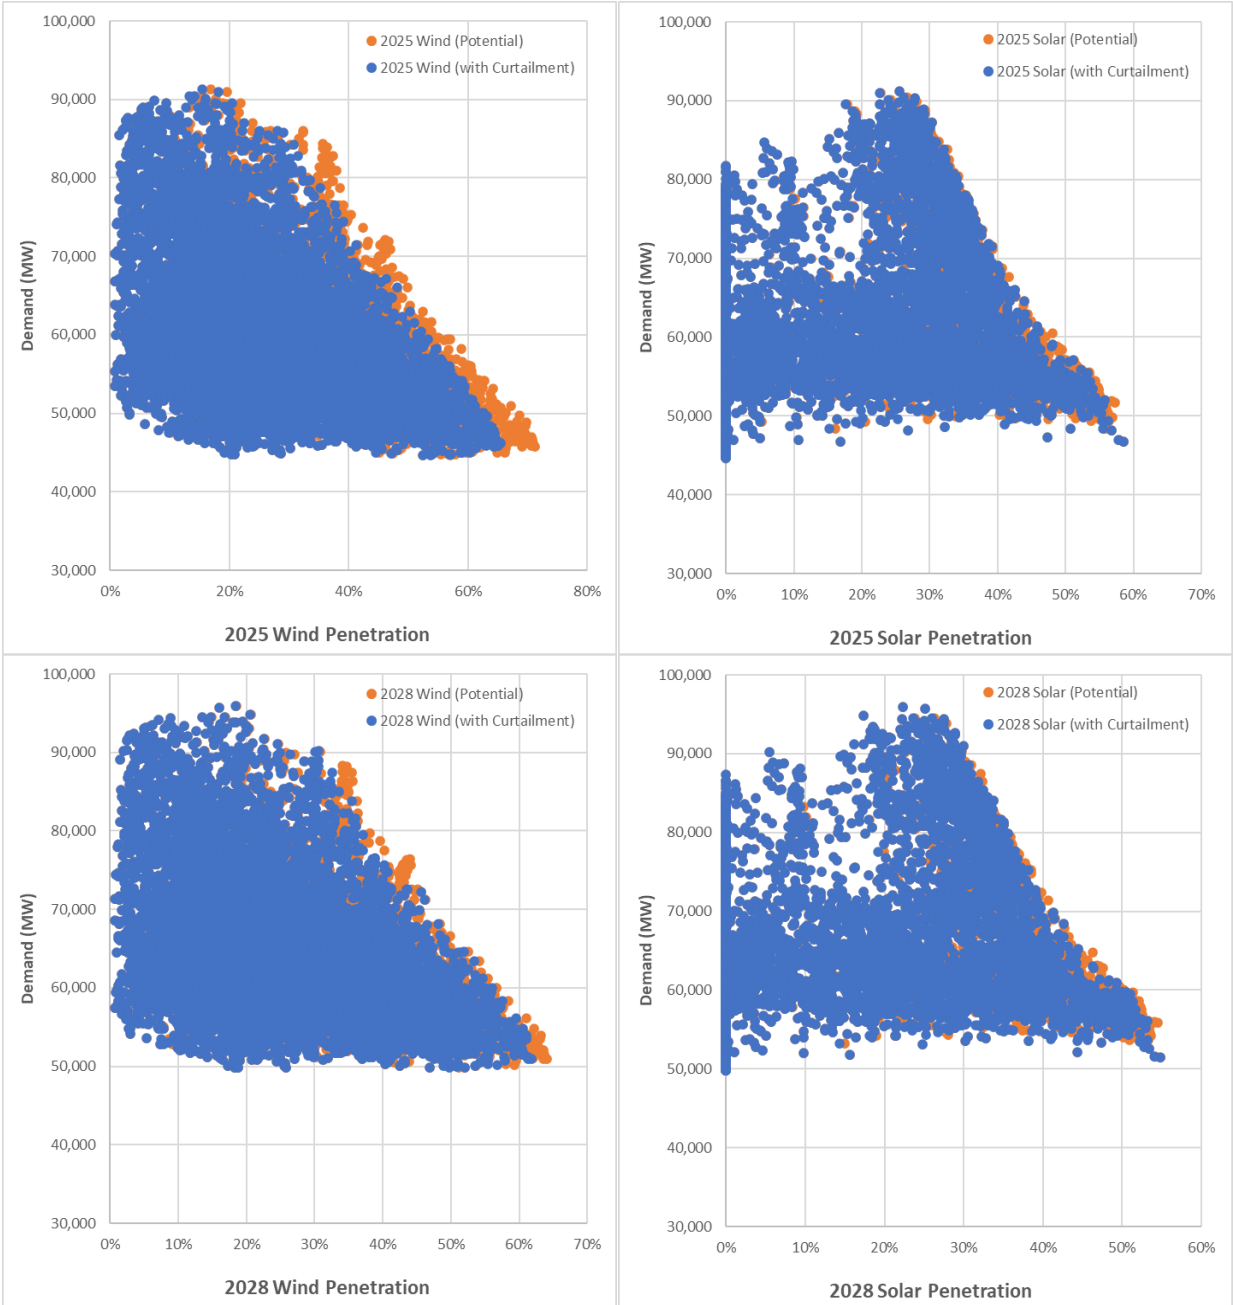 100,000
90,000
80,000
70,000
60,000
50,000
40,000
30,000
Demand (MW)
2025 Wind (Potential)
2025 Wind (with Curtailment)
0% 20% 40% 60% 80%
2025 Wind Penetration
100,000
90,000
80,000
70,000
60,000
50,000
40,000
30,000
Demand (MW)
2025 Solar (Potential)
2025 Solar (with Curtailment)
0% 10% 20% 30% 40% 50% 60% 70%
2025 Solar Penetration
100,000
90,000
80,000
70,000
60,000
50,000
40,000
30,000
Demand (MW)
2028 Wind (Potential)
2028 Wind (with Curtailment)
0% 10% 20% 30% 40% 50% 60% 70%
2028 Wind Penetration
100,000
90,000
80,000
70,000
60,000
50,000
40,000
30,000
Demand (MW)
2028 Solar (Potential)
2028 Solar (with Curtailment)
0% 10% 20% 30% 40% 50% 60%
2028 Solar Penetration